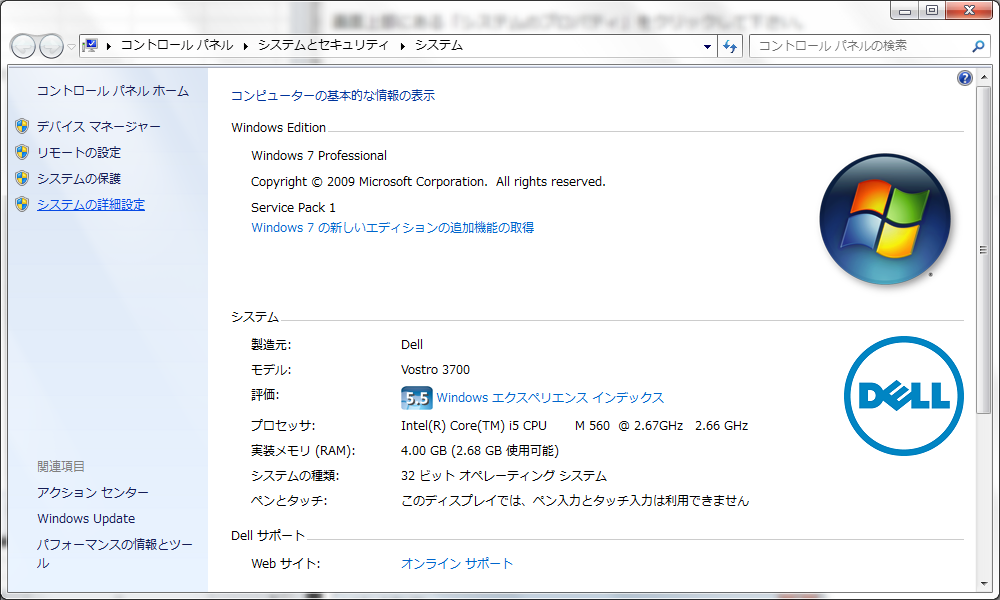 画面上部にある「システムのプロパティ」をクリックして下さい。
コントロール パネル ▸ システムとセキュリティ ▸ システム
コントロール パネルの検索
コントロール パネル ホーム
デバイス マネージャー
リモートの設定
システムの保護
システムの詳細設定
関連項目
アクション センター
Windows Update
パフォーマンスの情報とツー
ル
コンピューターの基本的な情報の表示
Windows Edition
Windows 7 Professional
Copyright © 2009 Microsoft Corporation.  All rights reserved.
Service Pack 1
Windows 7 の新しいエディションの追加機能の取得
システム
製造元: Dell
モデル: Vostro 3700
評価: 5.5 Windows エクスペリエンス インデックス
プロセッサ: Intel(R) Core(TM) i5 CPU       M 560  @ 2.67GHz   2.66 GHz
実装メモリ (RAM): 4.00 GB (2.68 GB 使用可能)
システムの種類: 32 ビット オペレーティング システム
ペンとタッチ: このディスプレイでは、ペン入力とタッチ入力は利用できません
DELL
Dell サポート
Web サイト: オンライン サポート